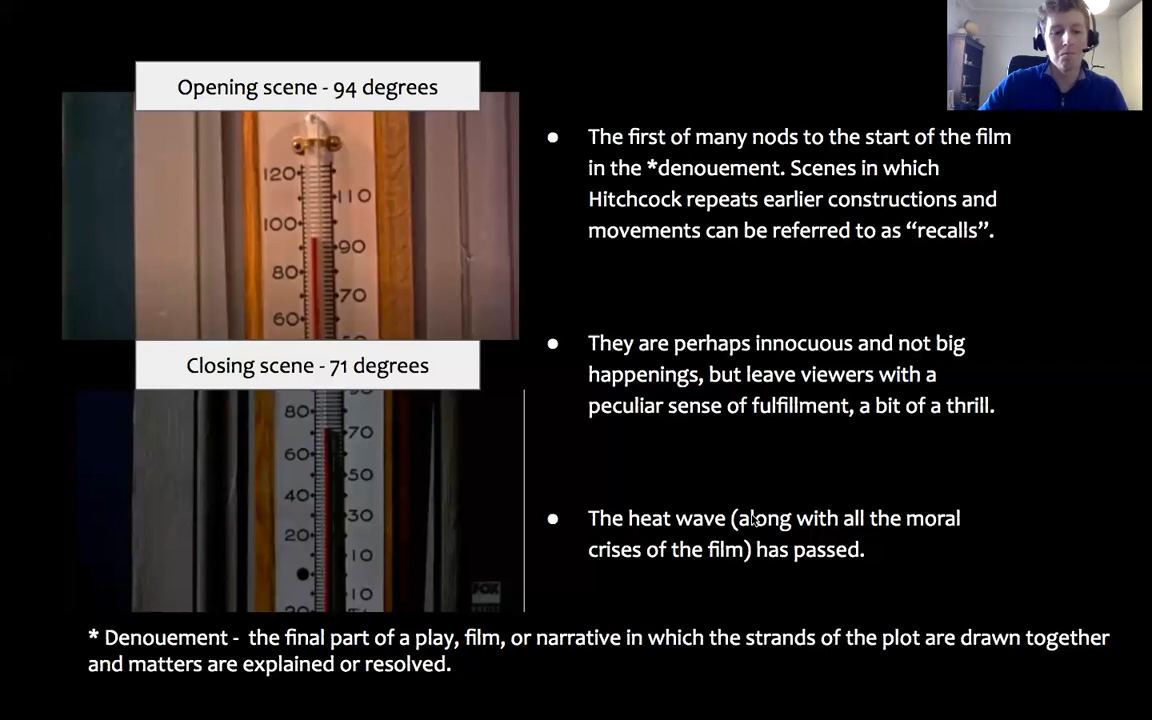 Opening scene - 94 degrees
120
110
100
90
80
70
60
Closing scene - 71 degrees
80
70
60
50
40
30
20
10
10
20
FOX
The first of many nods to the start of the film
in the *denouement. Scenes in which
Hitchcock repeats earlier constructions and
movements can be referred to as “recalls”.
They are perhaps innocuous and not big
happenings, but leave viewers with a
peculiar sense of fulfillment, a bit of a thrill.
The heat wave (along with all the moral
crises of the film) has passed.
* Denouement - the final part of a play, film, or narrative in which the strands of the plot are drawn together
and matters are explained or resolved.